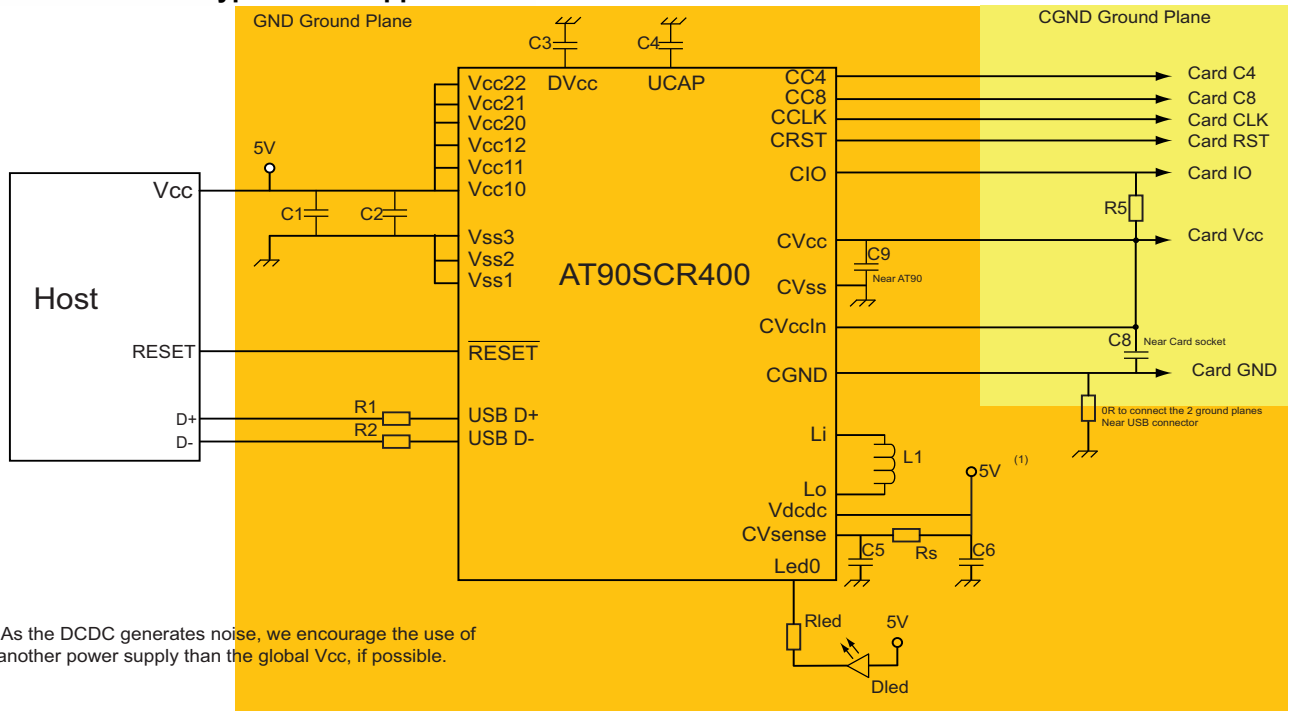 GND Ground Plane
CGND Ground Plane
C3
C4
Vcc22
DVcc
UCAP
CC4
Card C4
Vcc21
CC8
Card C8
Vcc20
CCLK
Card CLK
Vcc12
CRST
Card RST
5V
Vcc11
CIO
Card IO
Vcc
Vcc10
C1
C2
R5
Vss3
CVcc
Card Vcc
Vss2
C9
Vss1
AT90SCR400
Near AT90
CVss
Host
CVccIn
C8
Near Card socket
RESET
RESET
CGND
Card GND
R1
D+
USB D+
0R to connect the 2 ground planes
Near USB connector
R2
D-
USB D-
Li
L1
5V
(1)
Lo
Vdcdc
CVsense
C5
Rs
C6
Led0
Rled
5V
As the DCDC generates noise, we encourage the use of
another power supply than the global Vcc, if possible.
Dled